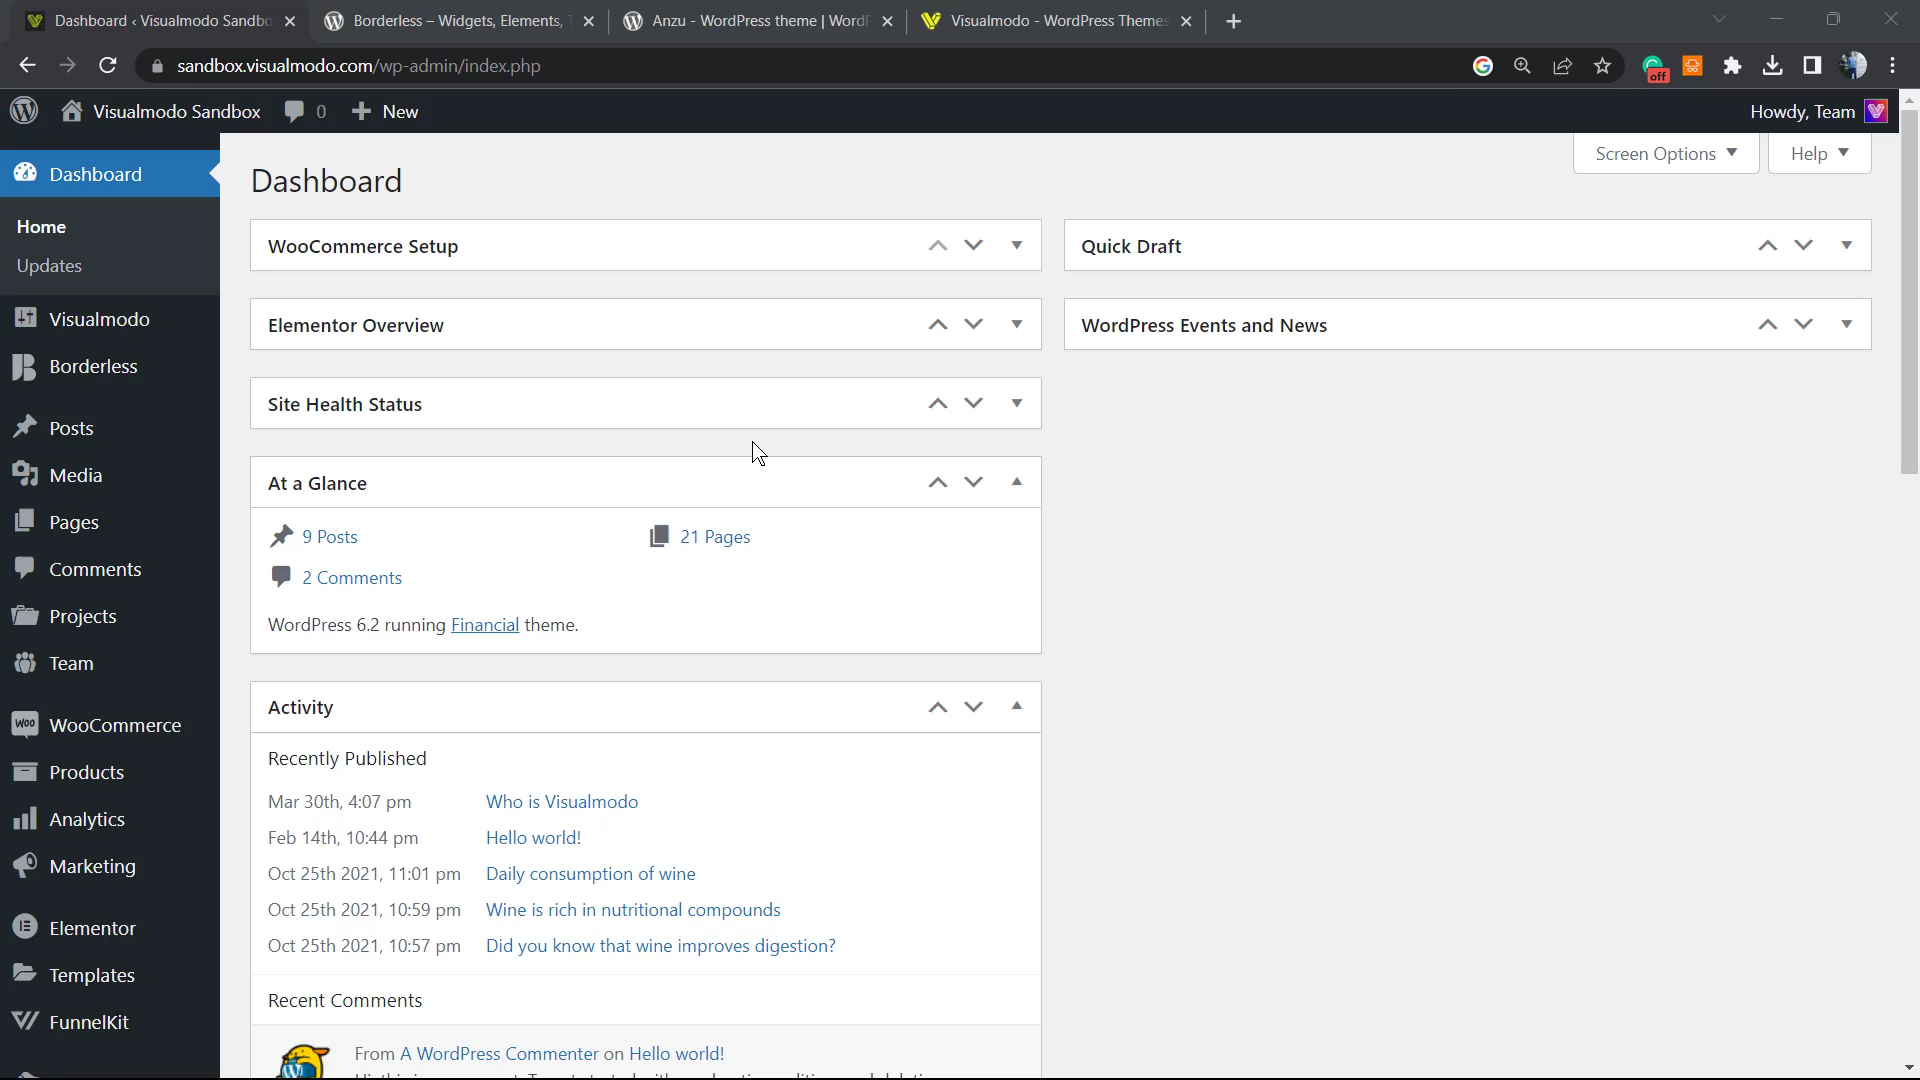 Dashboard ‹ Visualmodo Sandbo
Borderless – Widgets, Elements,
Anzu - WordPress theme | Word
Visualmodo - WordPress Themes
sandbox.visualmodo.com/wp-admin/index.php
off
Visualmodo Sandbox
0
New
Howdy, Team
Screen Options
Help
Dashboard
Home
Updates
Visualmodo
Borderless
Posts
Media
Pages
Comments
Projects
Team
WooCommerce
Products
Analytics
Marketing
Elementor
Templates
FunnelKit
Dashboard
WooCommerce Setup
Elementor Overview
Site Health Status
At a Glance
9 Posts
21 Pages
2 Comments
WordPress 6.2 running Financial theme.
Activity
Recently Published
Mar 30th, 4:07 pm Who is Visualmodo
Feb 14th, 10:44 pm Hello world!
Oct 25th 2021, 11:01 pm Daily consumption of wine
Oct 25th 2021, 10:59 pm Wine is rich in nutritional compounds
Oct 25th 2021, 10:57 pm Did you know that wine improves digestion?
Recent Comments
From A WordPress Commenter on Hello world!
Quick Draft
WordPress Events and News